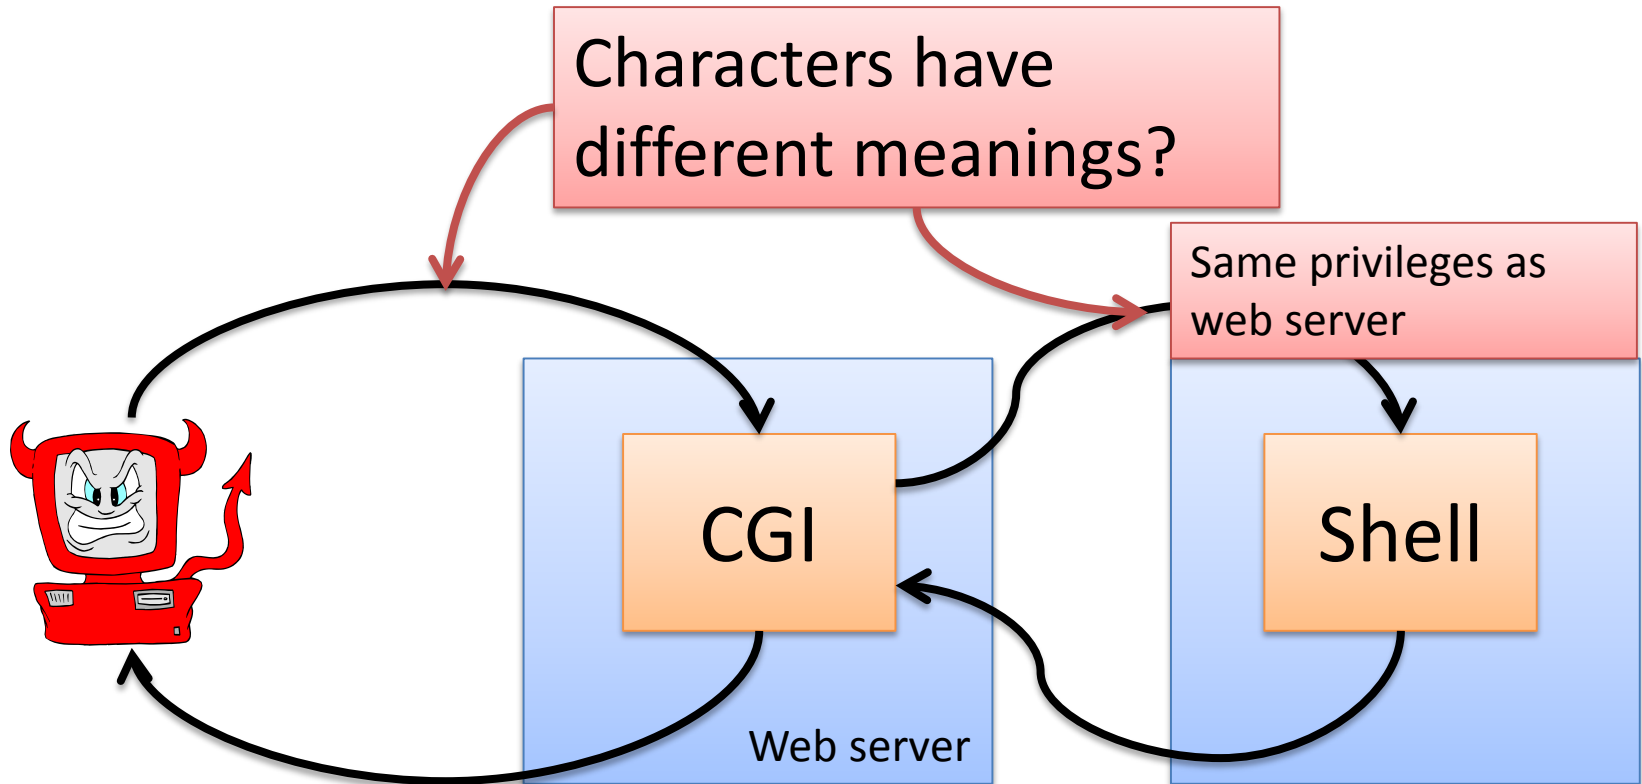 Characters have
different meanings?
Same privileges as
web server
CGI
Shell
Web server